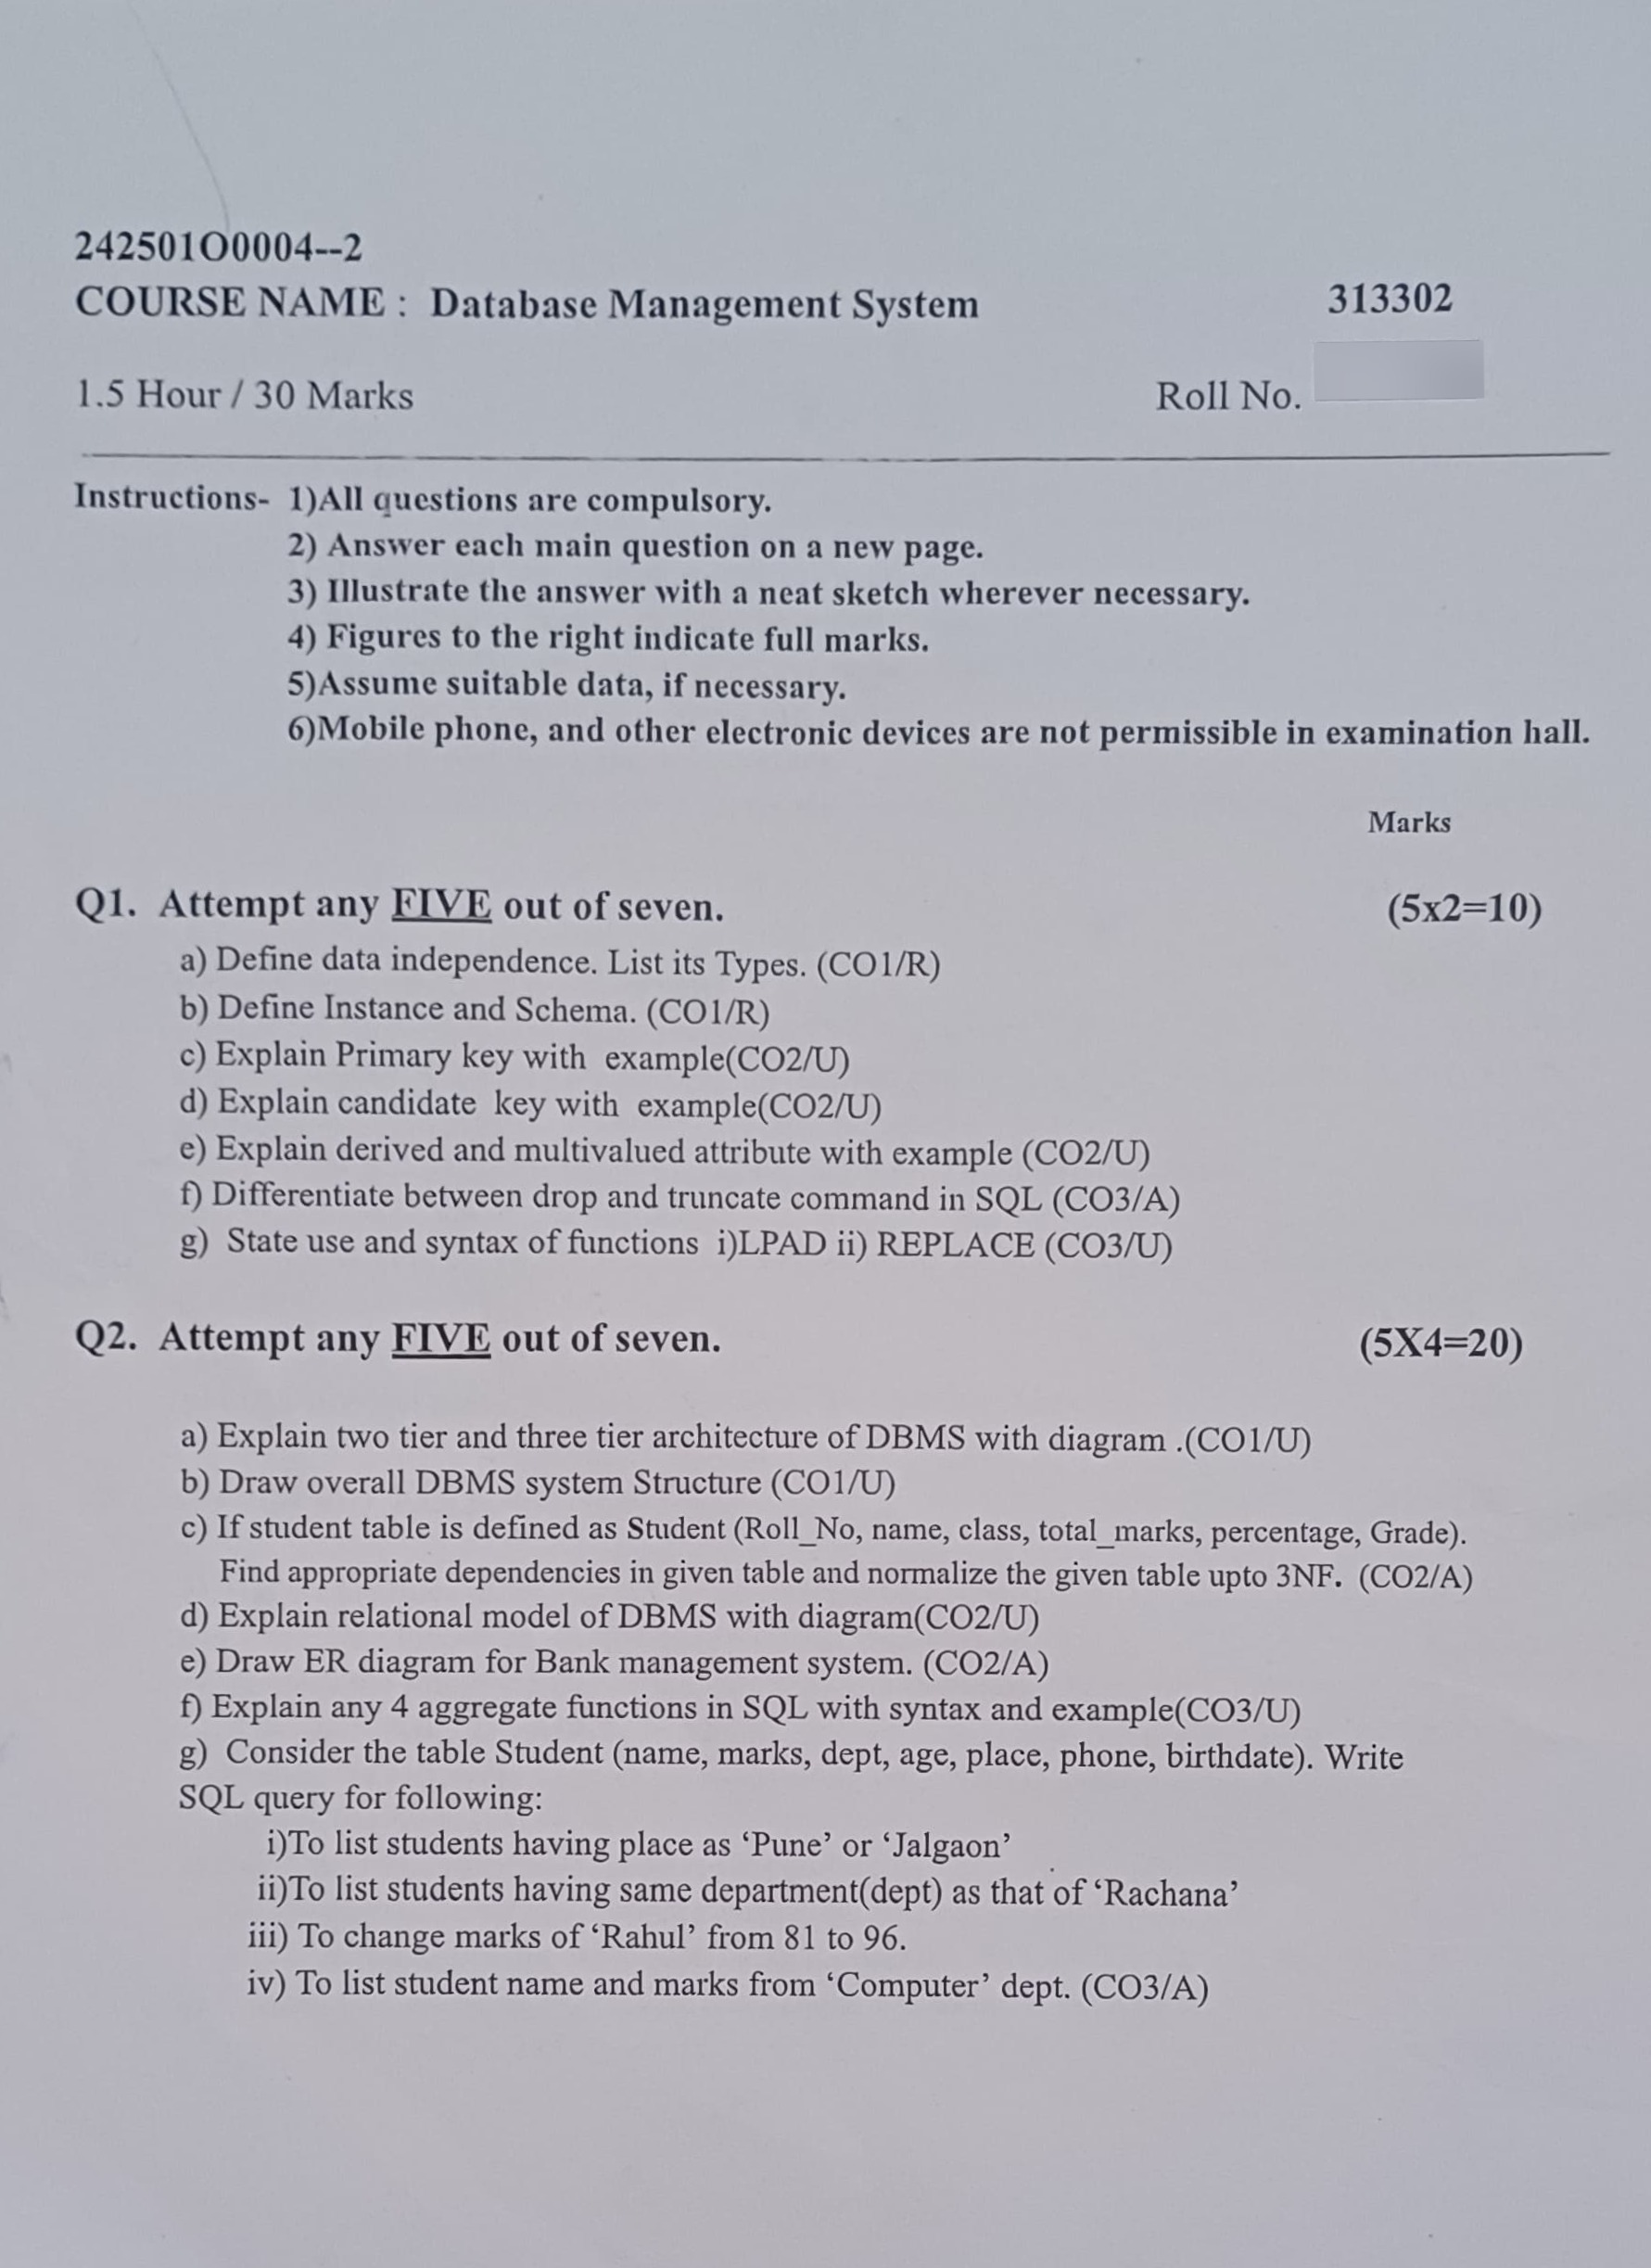 242501O0004--2
COURSE NAME : Database Management System 313302
1.5 Hour / 30 Marks Roll No.
Instructions- 1)All questions are compulsory.
2) Answer each main question on a new page.
3) Illustrate the answer with a neat sketch wherever necessary.
4) Figures to the right indicate full marks.
5)Assume suitable data, if necessary.
6)Mobile phone, and other electronic devices are not permissible in examination hall.
Marks
Q1. Attempt any FIVE out of seven. (5x2=10)
a) Define data independence. List its Types. (CO1/R)
b) Define Instance and Schema. (CO1/R)
c) Explain Primary key with example(CO2/U)
d) Explain candidate key with example(CO2/U)
e) Explain derived and multivalued attribute with example (CO2/U)
f) Differentiate between drop and truncate command in SQL (CO3/A)
g) State use and syntax of functions i)LPAD ii) REPLACE (CO3/U)
Q2. Attempt any FIVE out of seven. (5X4=20)
a) Explain two tier and three tier architecture of DBMS with diagram .(CO1/U)
b) Draw overall DBMS system Structure (CO1/U)
c) If student table is defined as Student (Roll_No, name, class, total_marks, percentage, Grade).
Find appropriate dependencies in given table and normalize the given table upto 3NF. (CO2/A)
d) Explain relational model of DBMS with diagram(CO2/U)
e) Draw ER diagram for Bank management system. (CO2/A)
f) Explain any 4 aggregate functions in SQL with syntax and example(CO3/U)
g) Consider the table Student (name, marks, dept, age, place, phone, birthdate). Write
SQL query for following:
i)To list students having place as ‘Pune’ or ‘Jalgaon’
ii)To list students having same department(dept) as that of ‘Rachana’
iii) To change marks of ‘Rahul’ from 81 to 96.
iv) To list student name and marks from ‘Computer’ dept. (CO3/A)